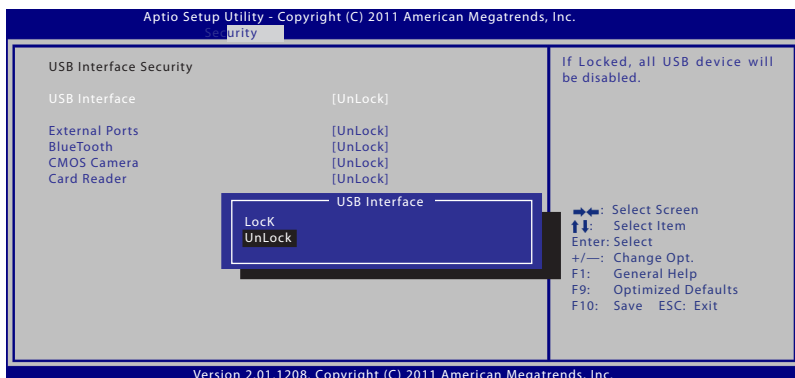 Aptio Setup Utility - Copyright (C) 2011 American Megatrends, Inc.
Security
USB Interface Security
USB Interface [UnLock]
External Ports [UnLock]
BlueTooth [UnLock]
CMOS Camera [UnLock]
Card Reader [UnLock]
USB Interface
LocK
UnLock
If Locked, all USB device will
be disabled.
→←: Select Screen
↑↓: Select Item
Enter: Select
+/—: Change Opt.
F1: General Help
F9: Optimized Defaults
F10: Save ESC: Exit
Version 2.01.1208. Copyright (C) 2011 American Megatrends, Inc.